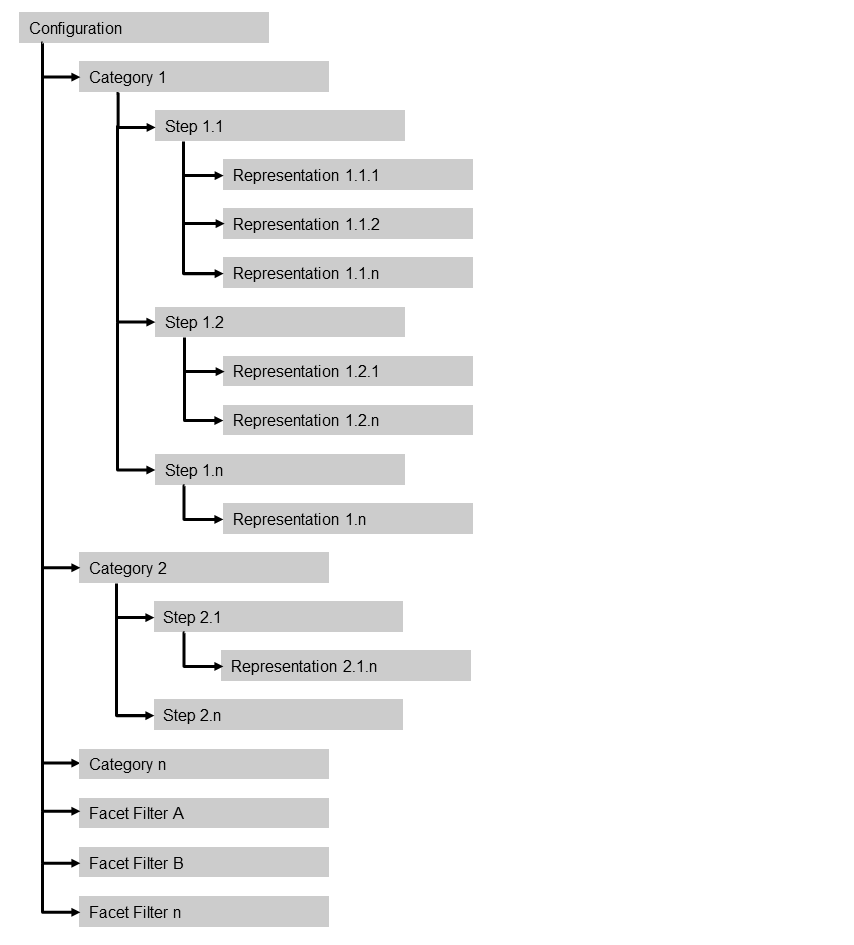 Configuration
Category 1
Step 1.1
Representation 1.1.1
Representation 1.1.2
Representation 1.1.n
Step 1.2
Representation 1.2.1
Representation 1.2.n
Step 1.n
Representation 1.n
Category 2
Step 2.1
Representation 2.1.n
Step 2.n
Category n
Facet Filter A
Facet Filter B
Facet Filter n